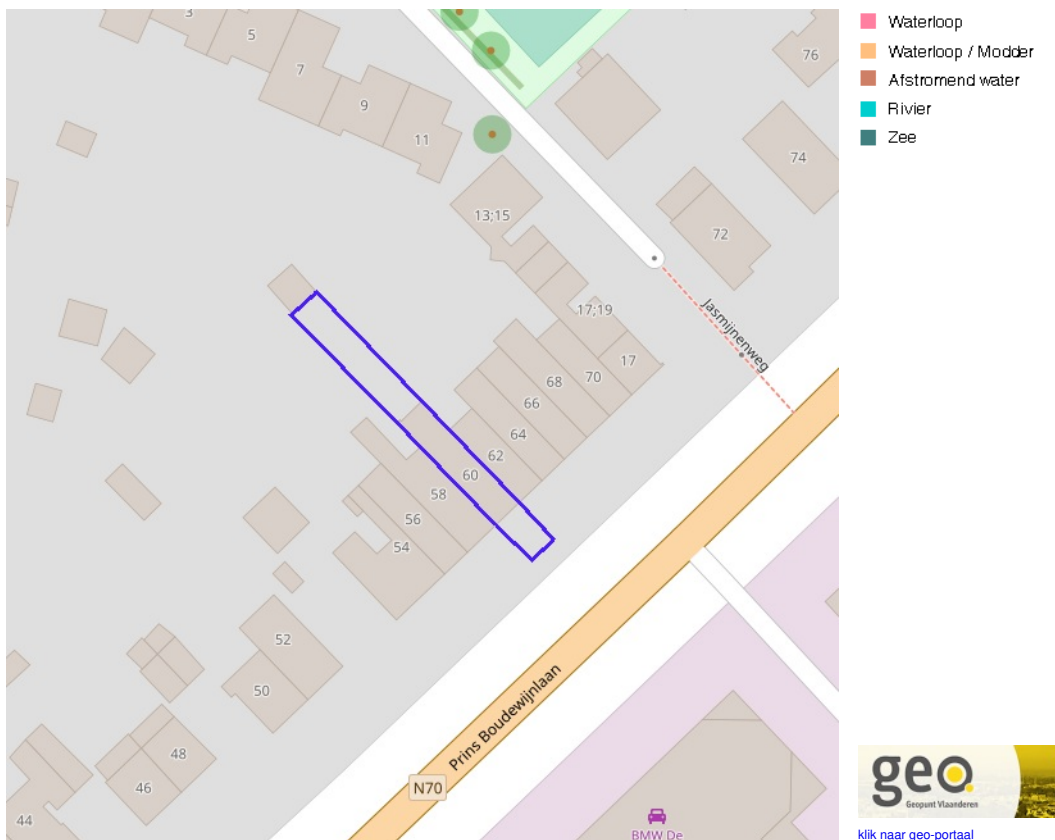 3
5
7
9
11
76
74
72
13;15
Jasmijnenweg
17;19
17
70
68
66
64
62
60
58
56
54
52
50
48
46
44
Prins Boudewijnlaan
N70
BMW De
Waterloop
Waterloop / Modder
Afstromend water
Rivier
Zee
geo
Geopunt Vlaanderen
klik naar geo-portaal